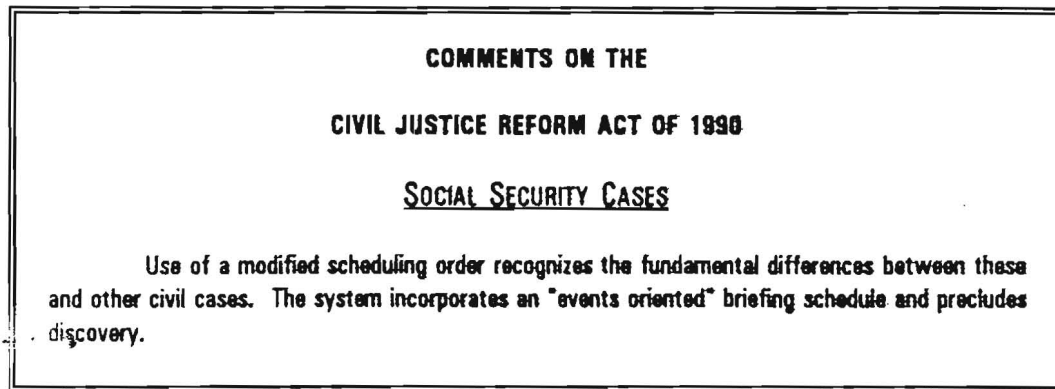 COMMENTS ON THE
CIVIL JUSTICE REFORM ACT OF 1990
SOCIAL SECURITY CASES
Use of a modified scheduling order recognizes the fundamental differences between these
and other civil cases. The system incorporates an "events oriented" briefing schedule and precludes
discovery.